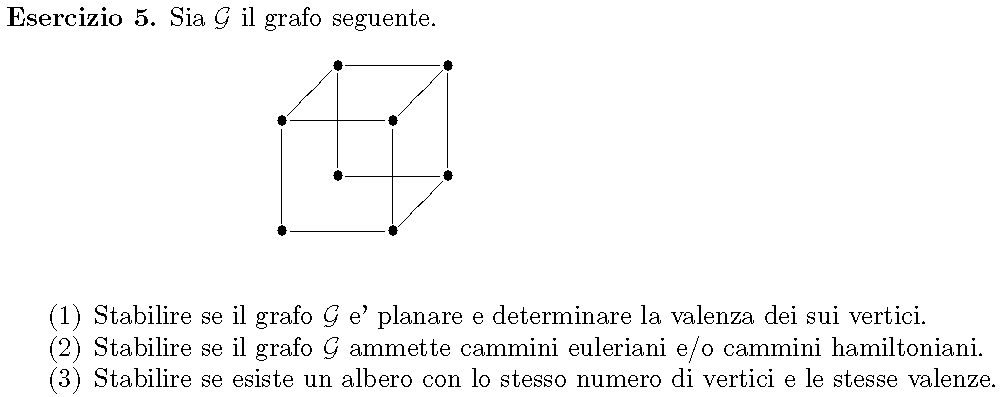 Esercizio 5. Sia 𝒢 il grafo seguente.
(1) Stabilire se il grafo 𝒢 e' planare e determinare la valenza dei sui vertici.
(2) Stabilire se il grafo 𝒢 ammette cammini euleriani e/o cammini hamiltoniani.
(3) Stabilire se esiste un albero con lo stesso numero di vertici e le stesse valenze.